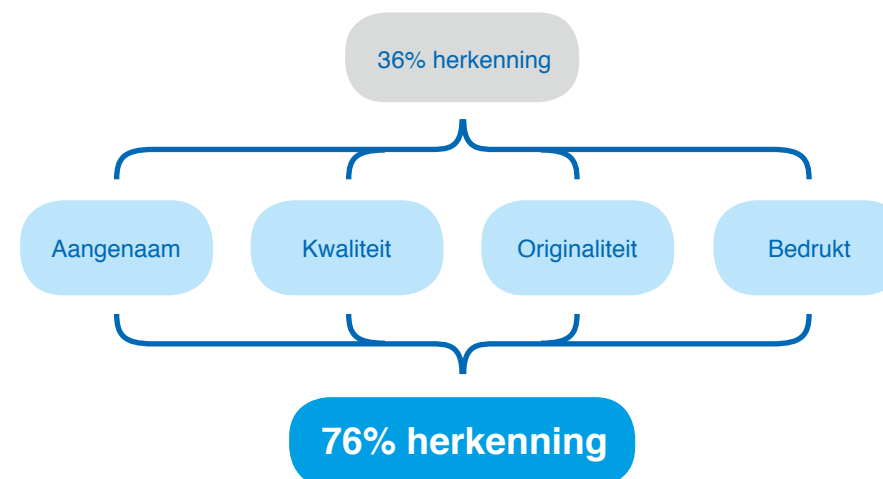 36% herkenning
Aangenaam
Kwaliteit
Originaliteit
Bedrukt
76% herkenning